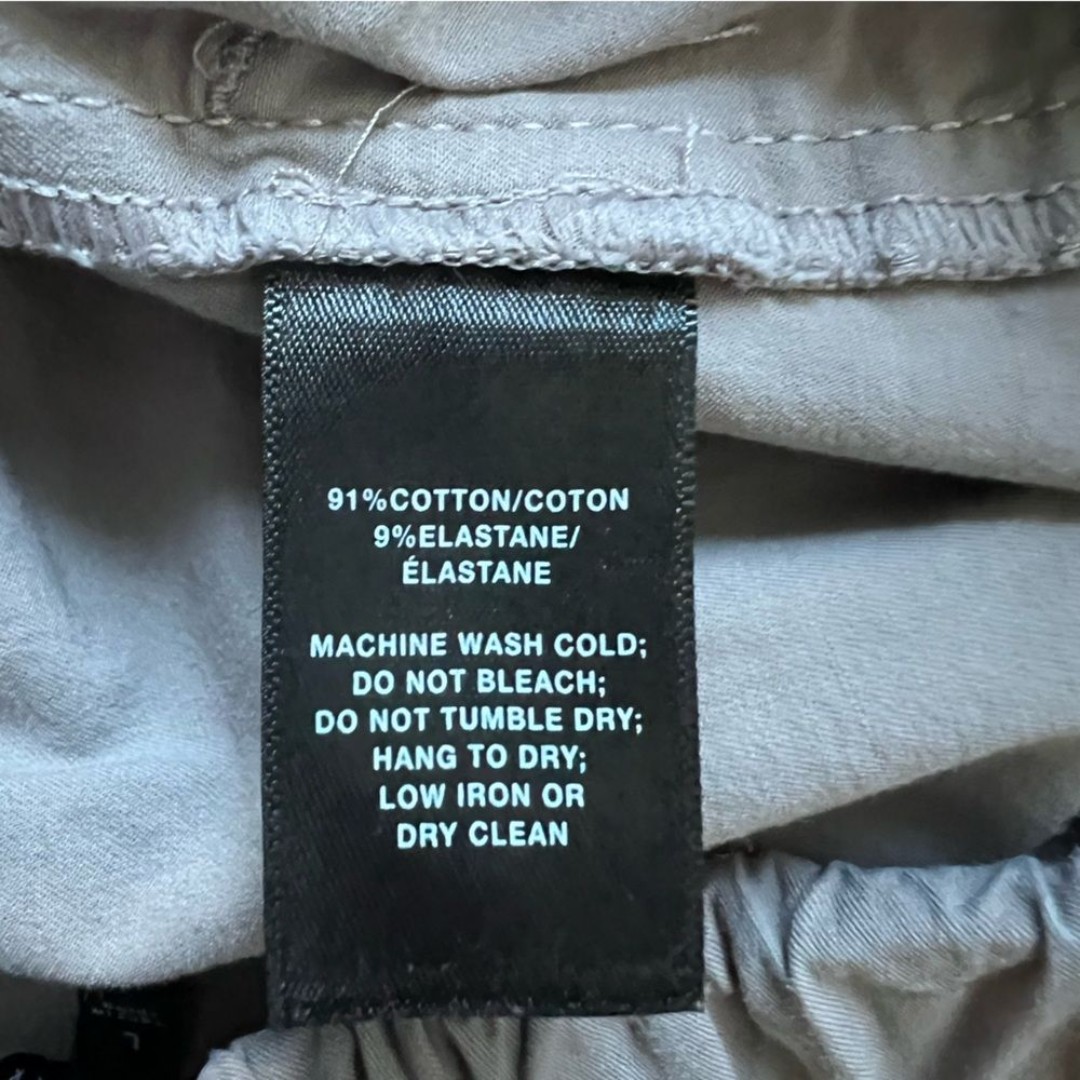 91%COTTON/COTON
9%ELASTANE/
ÉLASTANE
MACHINE WASH COLD;
DO NOT BLEACH;
DO NOT TUMBLE DRY;
HANG TO DRY;
LOW IRON OR
DRY CLEAN
L